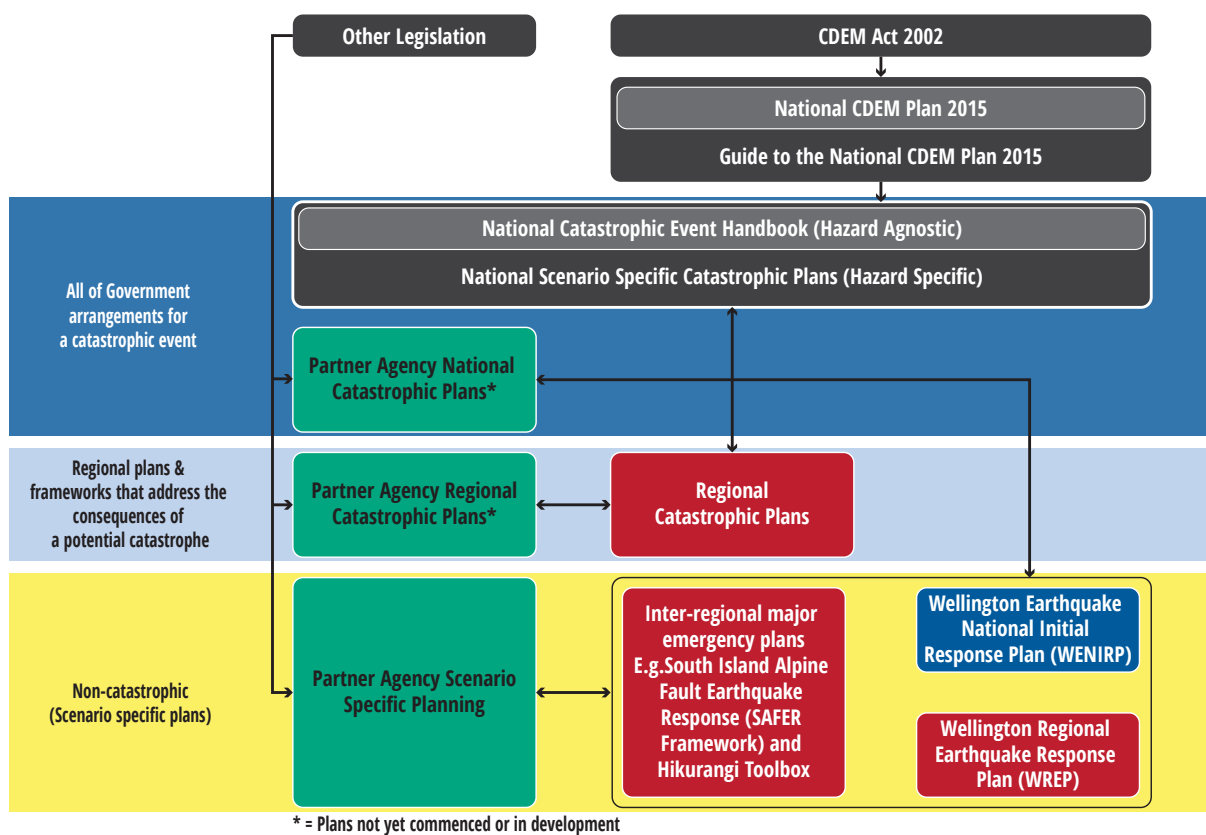 Other Legislation
CDEM Act 2002
National CDEM Plan 2015
Guide to the National CDEM Plan 2015
All of Government
arrangements for
a catastrophic event
National Catastrophic Event Handbook (Hazard Agnostic)
National Scenario Specific Catastrophic Plans (Hazard Specific)
Partner Agency National
Catastrophic Plans*
Regional plans &
frameworks that address the
consequences of
a potential catastrophe
Partner Agency Regional
Catastrophic Plans*
Regional
Catastrophic Plans
Non-catastrophic
(Scenario specific plans)
Partner Agency Scenario
Specific Planning
Inter-regional major
emergency plans
E.g.South Island Alpine
Fault Earthquake
Response (SAFER
Framework) and
Hikurangi Toolbox
Wellington Earthquake
National Initial
Response Plan (WENIRP)
Wellington Regional
Earthquake Response
Plan (WREP)
* = Plans not yet commenced or in development